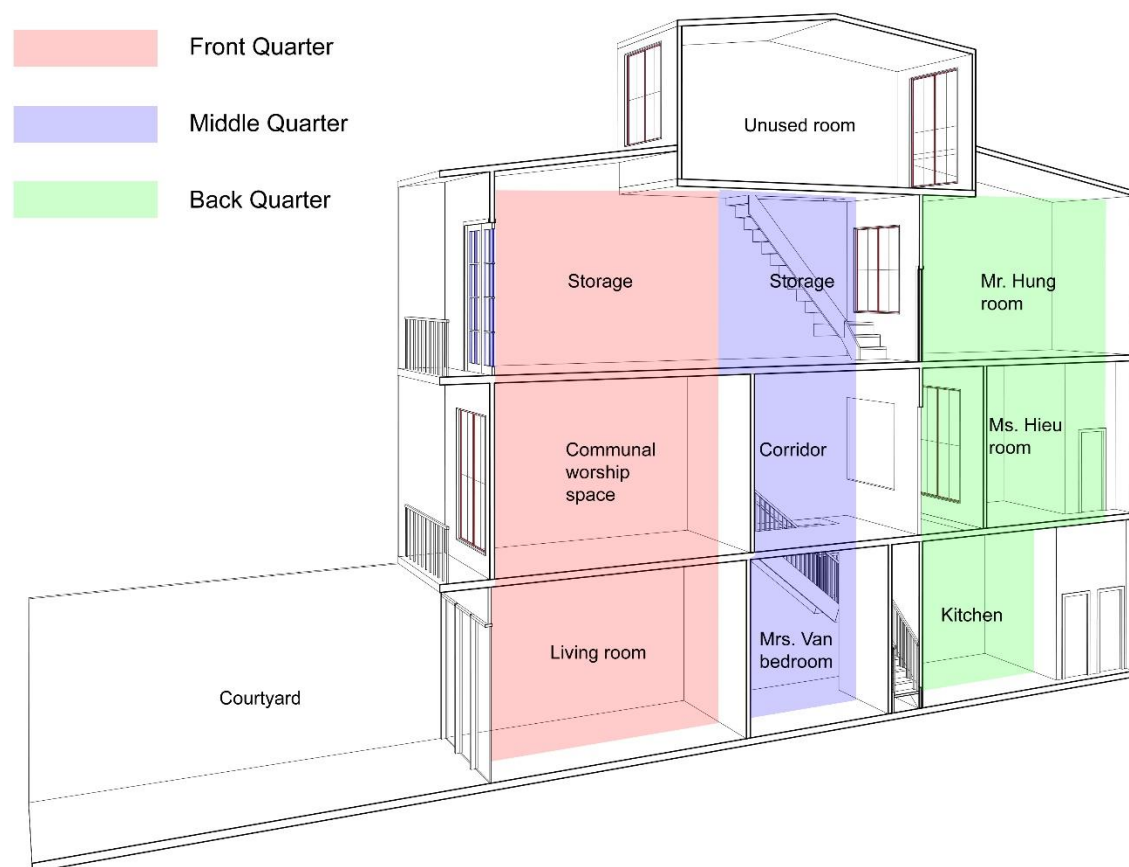 Front Quarter
Middle Quarter
Back Quarter
Unused room
Storage
Storage
Mr. Hung
room
Communal
worship
space
Corridor
Ms. Hieu
room
Courtyard
Living room
Mrs. Van
bedroom
Kitchen